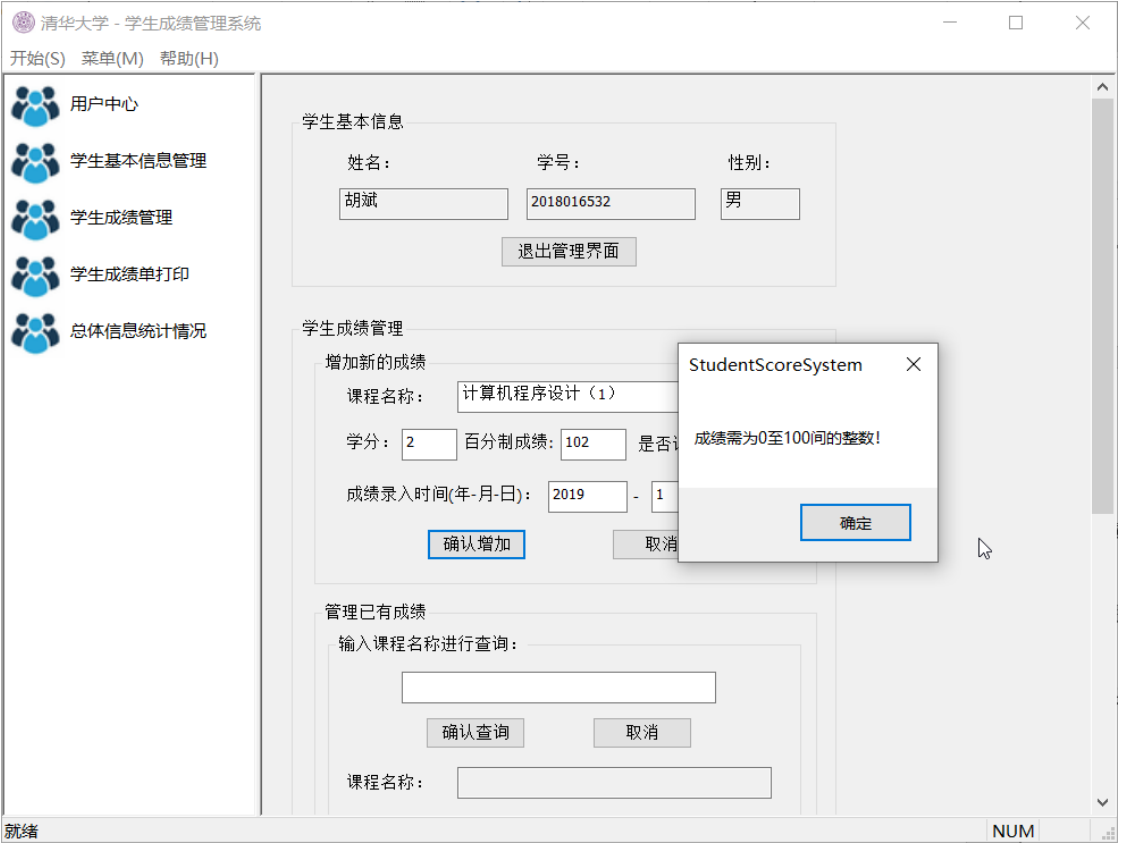 清华大学 - 学生成绩管理系统
开始(S) 菜单(M) 帮助(H)
用户中心
学生基本信息管理
学生成绩管理
学生成绩单打印
总体信息统计情况
学生基本信息
姓名： 学号： 性别：
胡斌 2018016532 男
退出管理界面
学生成绩管理
增加新的成绩
课程名称： 计算机程序设计（1）
学分： 2 百分制成绩: 102 是否
成绩录入时间(年-月-日)： 2019 - 1
确认增加 取消
StudentScoreSystem
成绩需为0至100间的整数!
确定
管理已有成绩
输入课程名称进行查询：
确认查询 取消
课程名称：
就绪 NUM